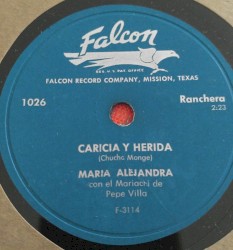 Falcon
REG. U.S. PAT. OFFICE
FALCON RECORD COMPANY, MISSION, TEXAS
1026
Ranchera
2:23
CARICIA Y HERIDA
(Chucho Monge)
MARIA ALEJANDRA
con el Mariachi de
Pepe Villa
F-3114